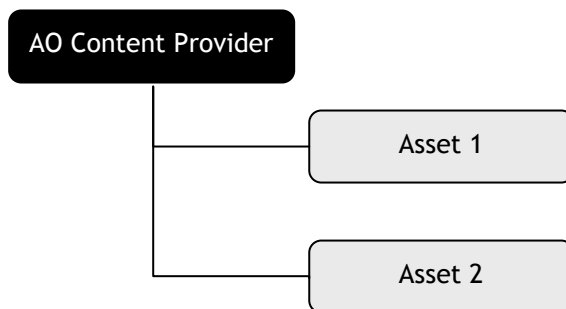 AO Content Provider
Asset 1
Asset 2